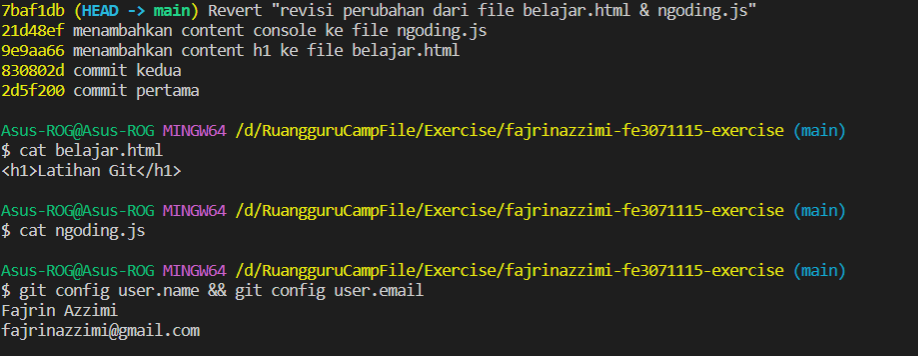 7baf1db (HEAD -> main) Revert "revisi perubahan dari file belajar.html & ngoding.js"
21d48ef menambahkan content console ke file ngoding.js
9e9aa66 menambahkan content h1 ke file belajar.html
830802d commit kedua
2d5f200 commit pertama
Asus-ROG@Asus-ROG MINGW64 /d/RuangguruCampFile/Exercise/fajrinazzimi-fe3071115-exercise (main)
$ cat belajar.html
<h1>Latihan Git</h1>
Asus-ROG@Asus-ROG MINGW64 /d/RuangguruCampFile/Exercise/fajrinazzimi-fe3071115-exercise (main)
$ cat ngoding.js
Asus-ROG@Asus-ROG MINGW64 /d/RuangguruCampFile/Exercise/fajrinazzimi-fe3071115-exercise (main)
$ git config user.name && git config user.email
Fajrin Azzimi
fajrinazzimi@gmail.com